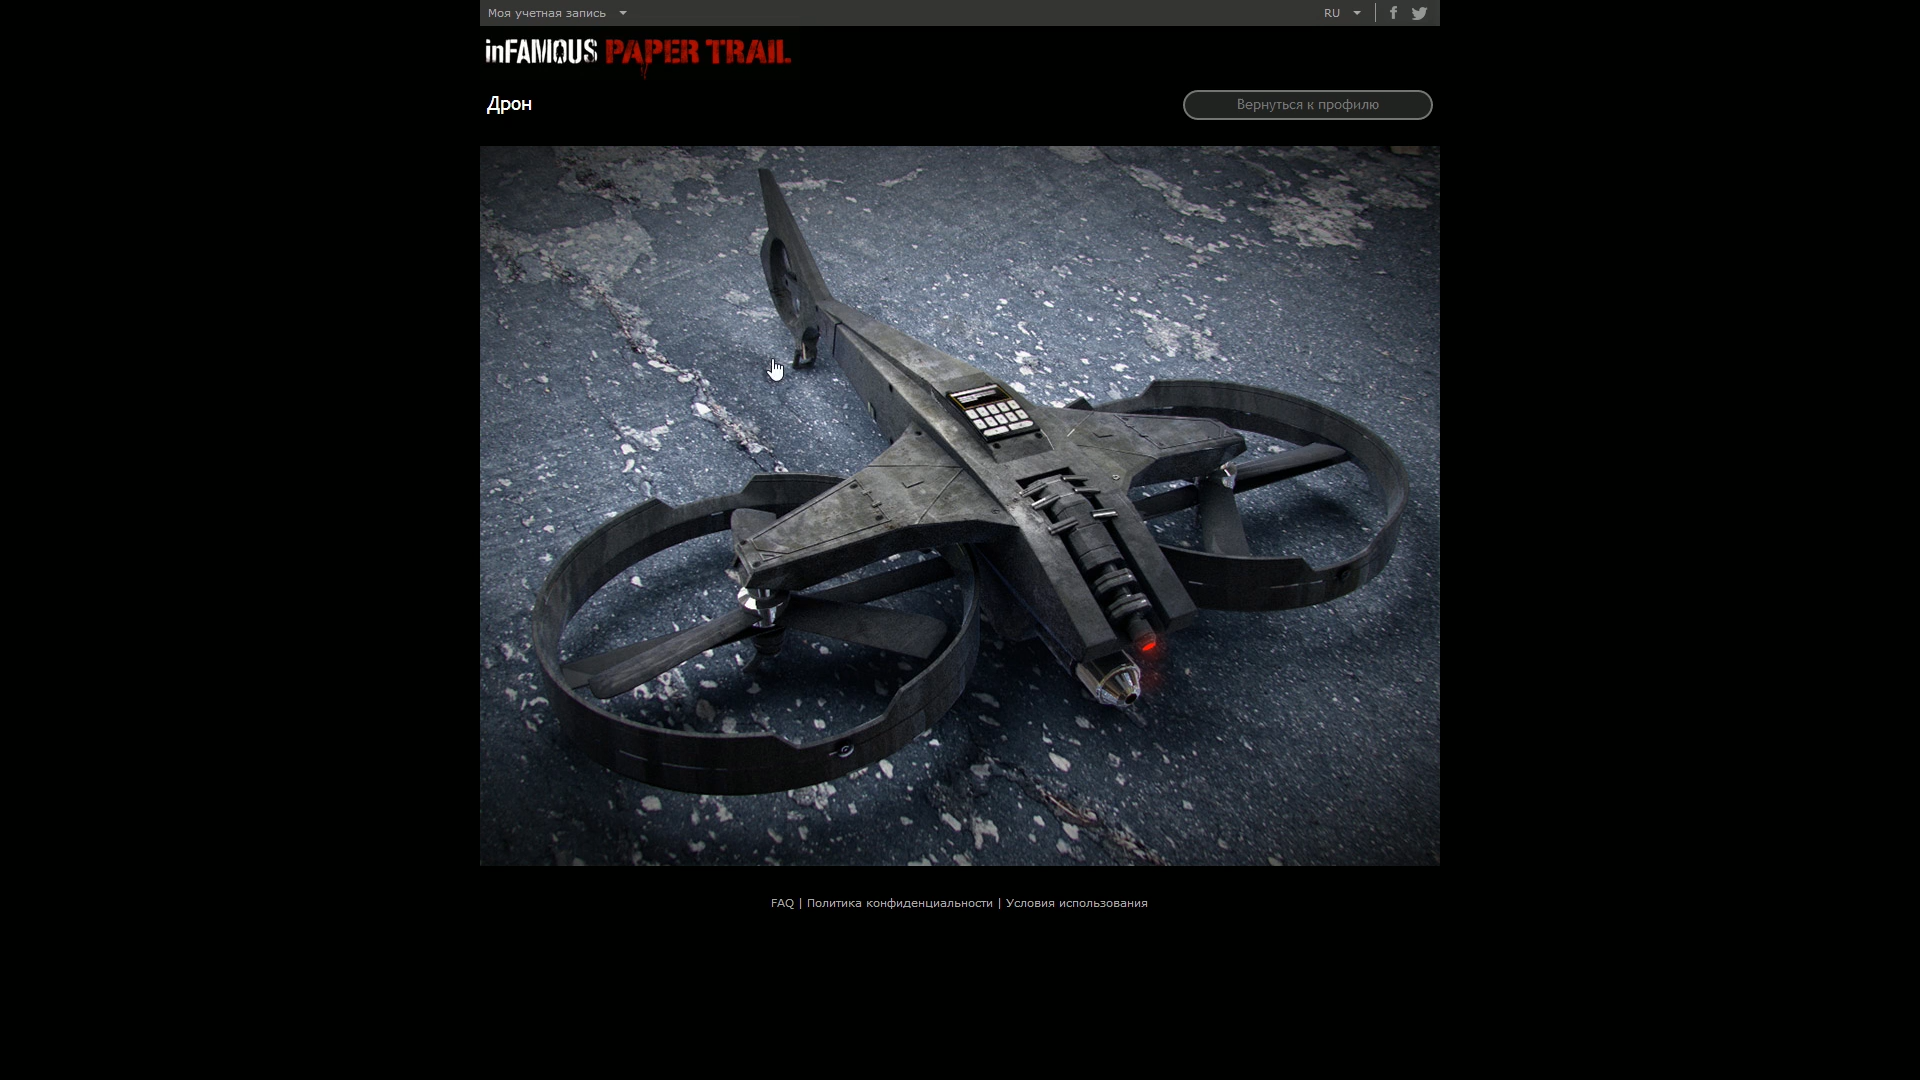 Моя учетная запись
RU
inFAMOUS PAPER TRAIL
Дрон
Вернуться к профилю
FAQ | Политика конфиденциальности | Условия использования